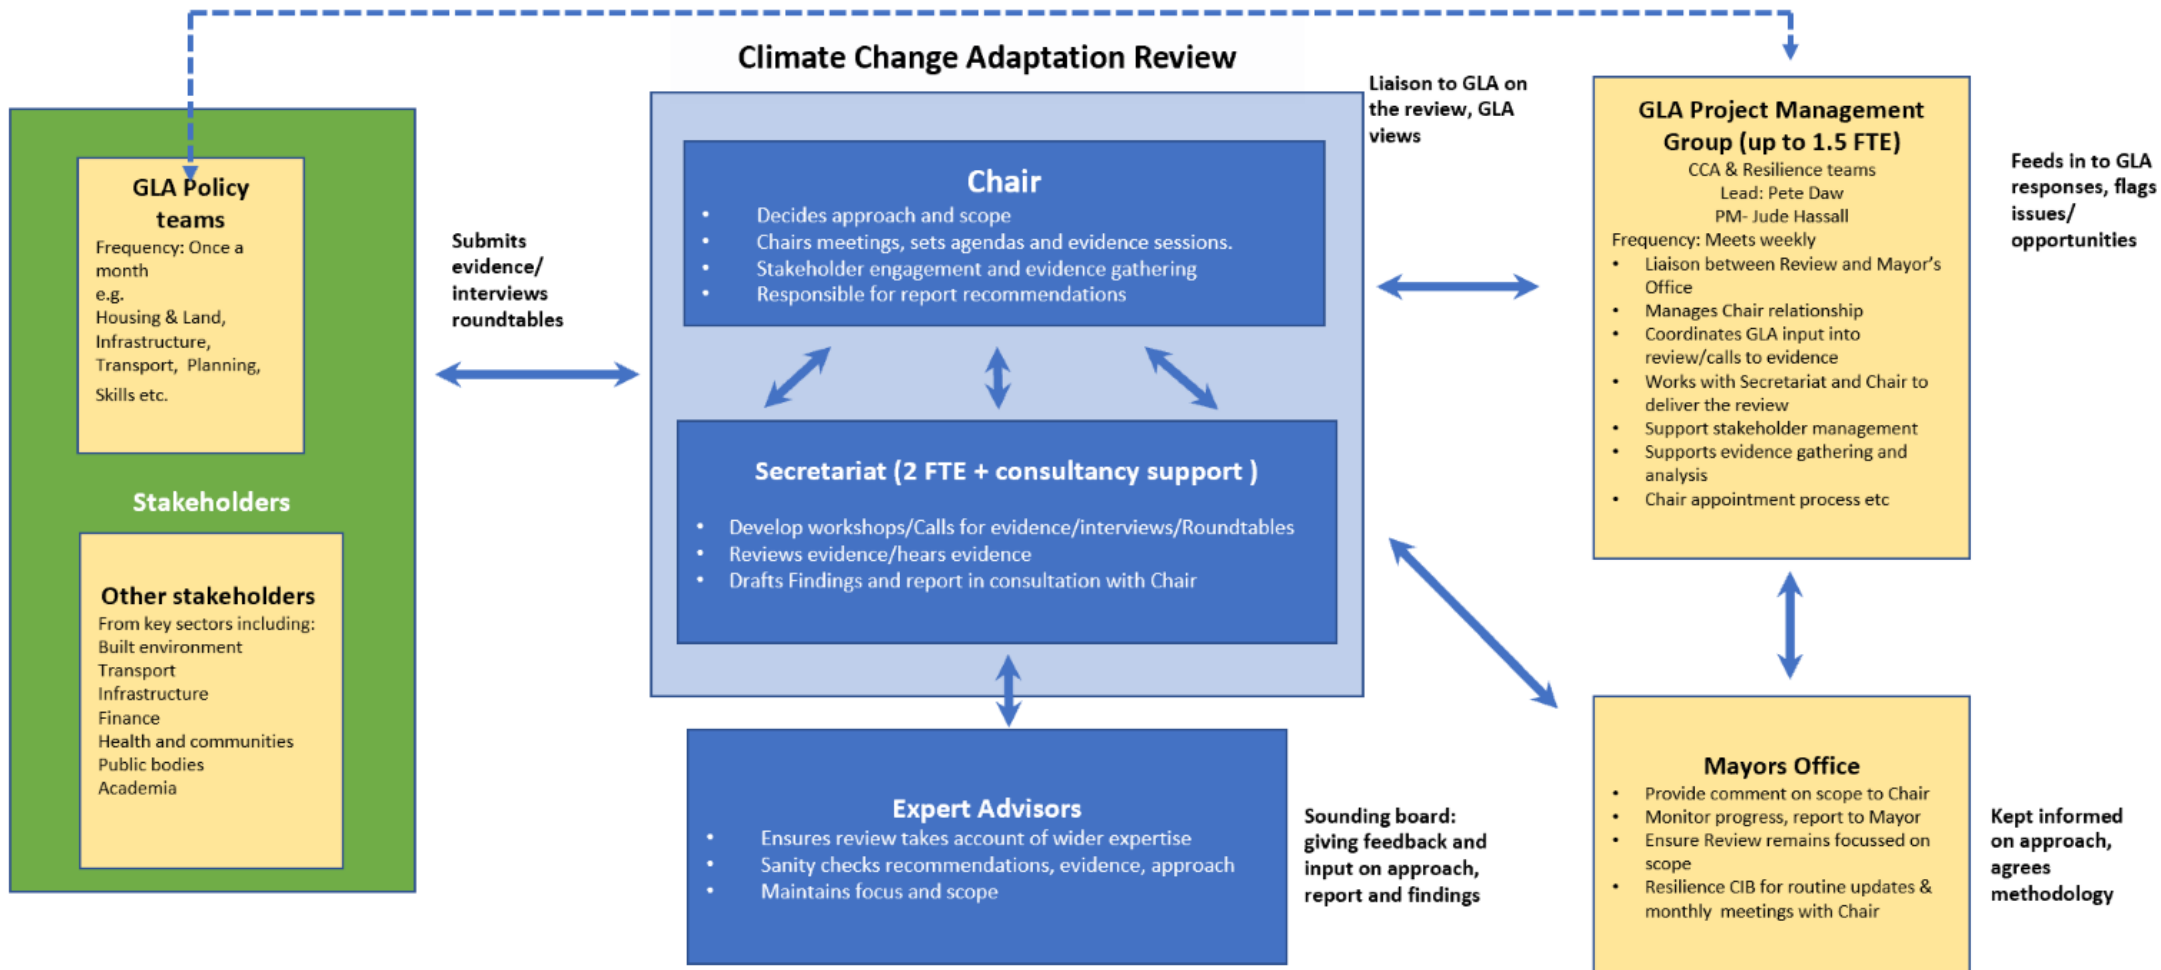 Climate Change Adaptation Review
GLA Policy
teams
Frequency: Once a
month
e.g.
Housing & Land,
Infrastructure,
Transport, Planning,
Skills etc.
Stakeholders
Other stakeholders
From key sectors including:
Built environment
Transport
Infrastructure
Finance
Health and communities
Public bodies
Academia
Submits
evidence/
interviews
roundtables
Chair
• Decides approach and scope
• Chairs meetings, sets agendas and evidence sessions.
• Stakeholder engagement and evidence gathering
• Responsible for report recommendations
Secretariat (2 FTE + consultancy support )
• Develop workshops/Calls for evidence/interviews/Roundtables
• Reviews evidence/hears evidence
• Drafts Findings and report in consultation with Chair
Expert Advisors
• Ensures review takes account of wider expertise
• Sanity checks recommendations, evidence, approach
• Maintains focus and scope
Liaison to GLA on
the review, GLA
views
Sounding board:
giving feedback and
input on approach,
report and findings
GLA Project Management
Group (up to 1.5 FTE)
CCA & Resilience teams
Lead: Pete Daw
PM- Jude Hassall
Frequency: Meets weekly
• Liaison between Review and Mayor's
Office
• Manages Chair relationship
• Coordinates GLA input into
review/calls to evidence
• Works with Secretariat and Chair to
deliver the review
• Support stakeholder management
• Supports evidence gathering and
analysis
• Chair appointment process etc
Feeds in to GLA
responses, flags
issues/
opportunities
Mayors Office
• Provide comment on scope to Chair
• Monitor progress, report to Mayor
• Ensure Review remains focussed on
scope
• Resilience CIB for routine updates &
monthly meetings with Chair
Kept informed
on approach,
agrees
methodology